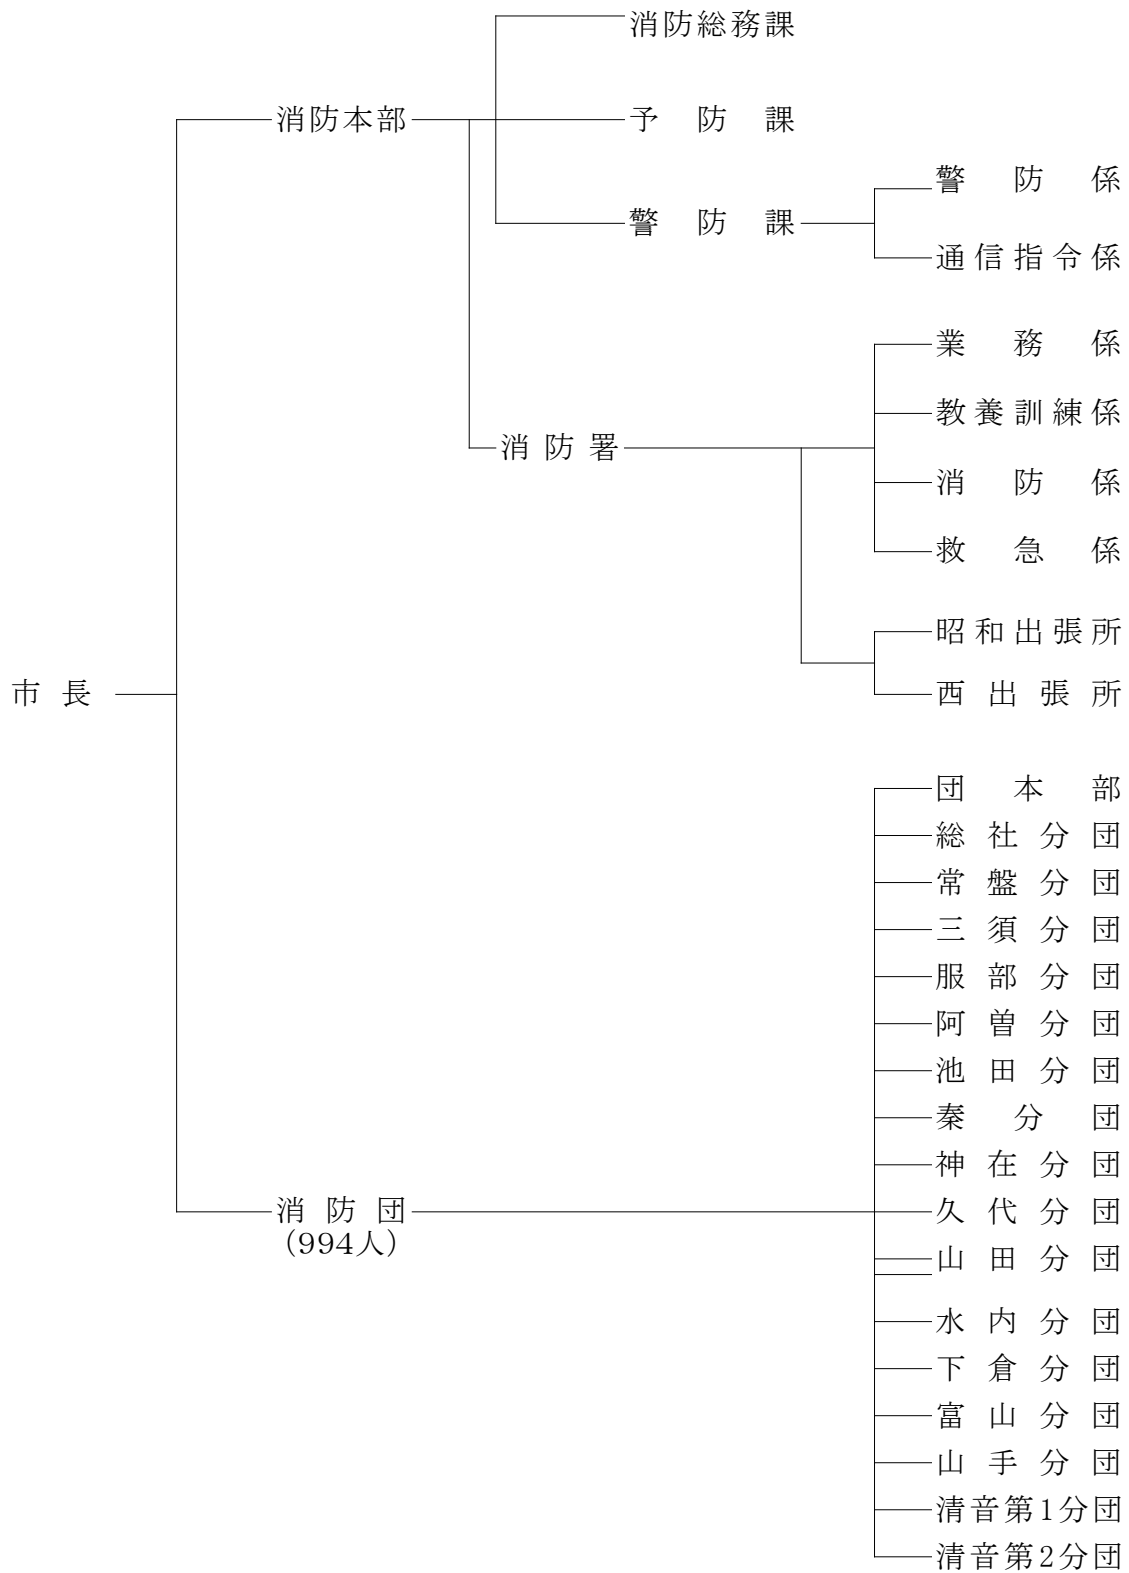 消防総務課
消防本部
予防課
警防課
警防係
通信指令係
消防署
業務係
教養訓練係
消防係
救急係
昭和出張所
西出張所
市長
団本部
総社分団
常盤分団
三須分団
服部分団
阿曽分団
池田分団
秦分団
神在分団
消防団
(994人)
久代分団
山田分団
水内分団
下倉分団
富山分団
山手分団
清音第1分団
清音第2分団